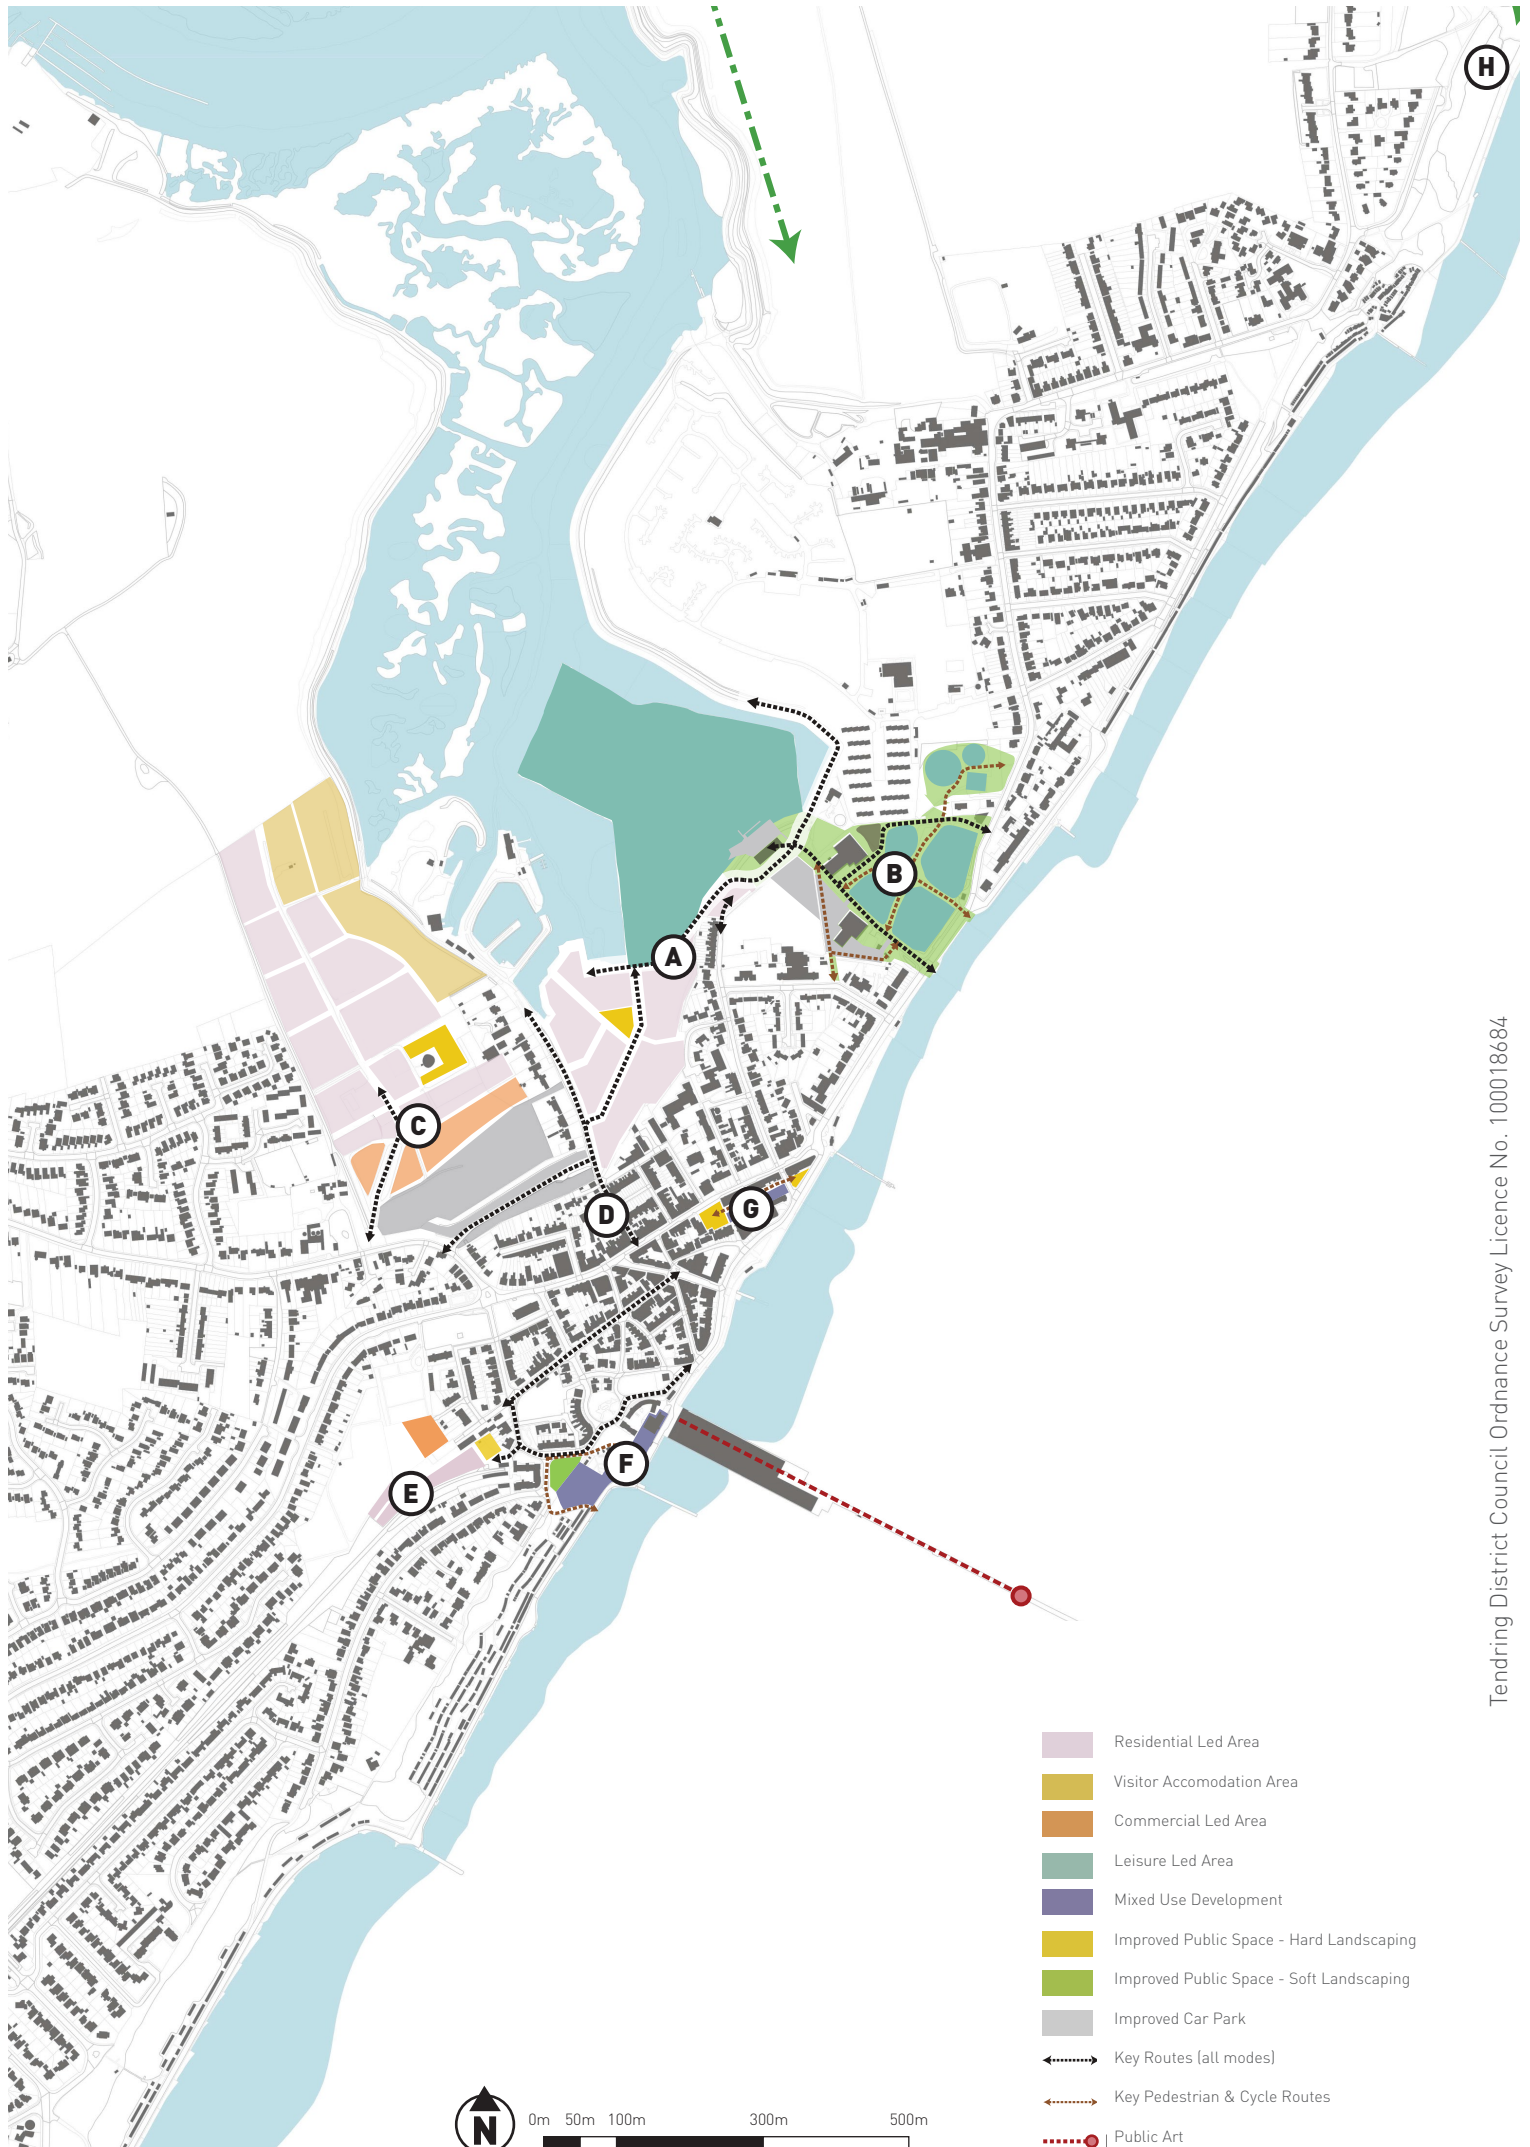 H
A
B
C
D
G
E
F
Tendring District Council Ordnance Survey Licence No. 100018684
Residential Led Area
Visitor Accomodation Area
Commercial Led Area
Leisure Led Area
Mixed Use Development
Improved Public Space - Hard Landscaping
Improved Public Space - Soft Landscaping
Improved Car Park
Key Routes (all modes)
Key Pedestrian & Cycle Routes
Public Art
N
0m 50m 100m 300m 500m